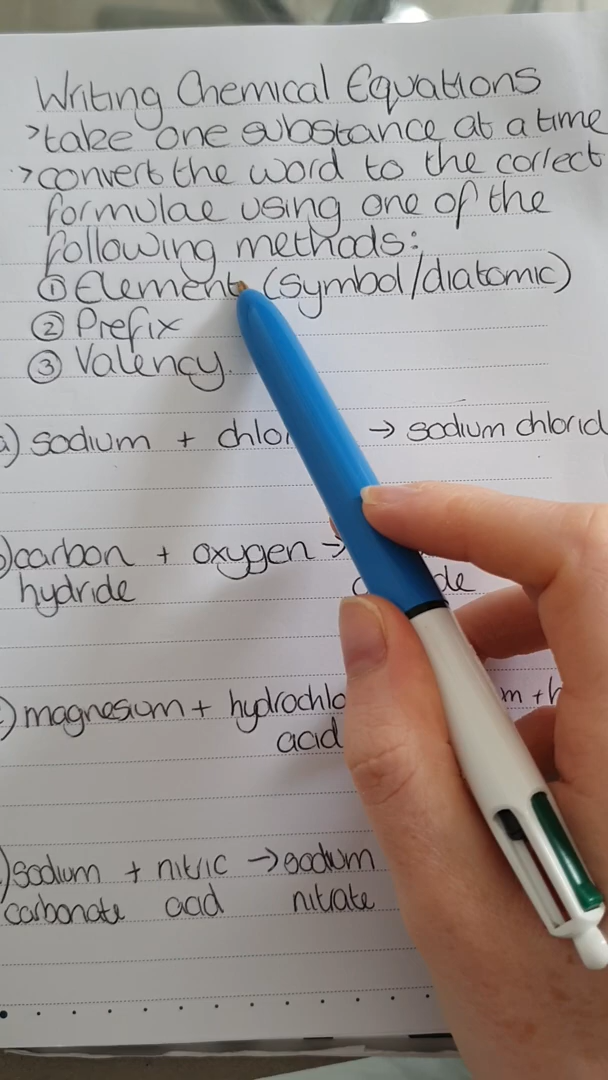 Writing Chemical Equations
>take one substance at a time
>convert the word to the correct
formulae using one of the
following methods:
① Element (symbol/diatomic)
② Prefix
③ Valency.
a) sodium + chlo → sodium chlorid
) carbon + oxygen →
hydride de
) magnesium + hydrochlo m + h
acid
) sodium + nitric → sodium
carbonate acid nitrate